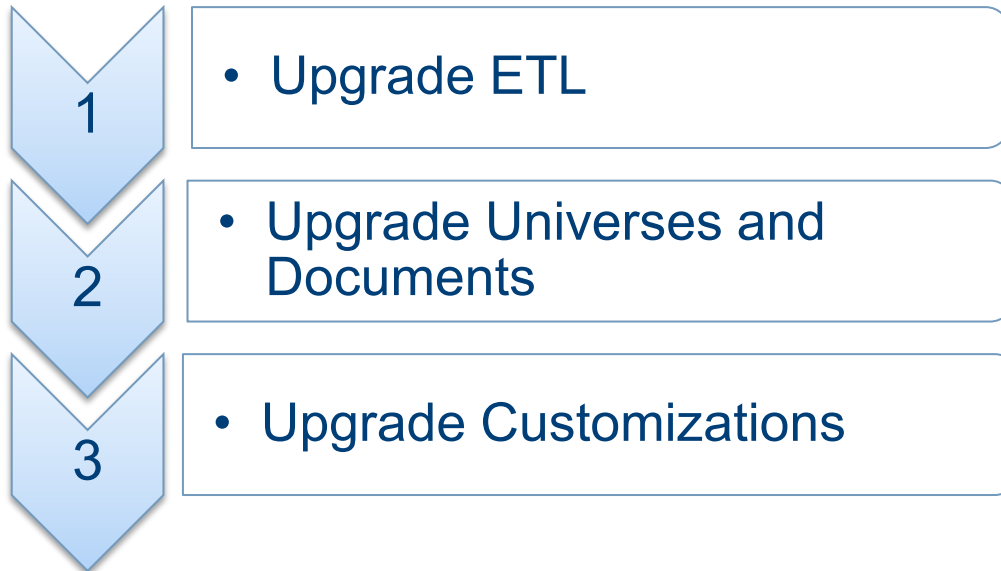 1
• Upgrade ETL
2
• Upgrade Universes and
Documents
3
• Upgrade Customizations